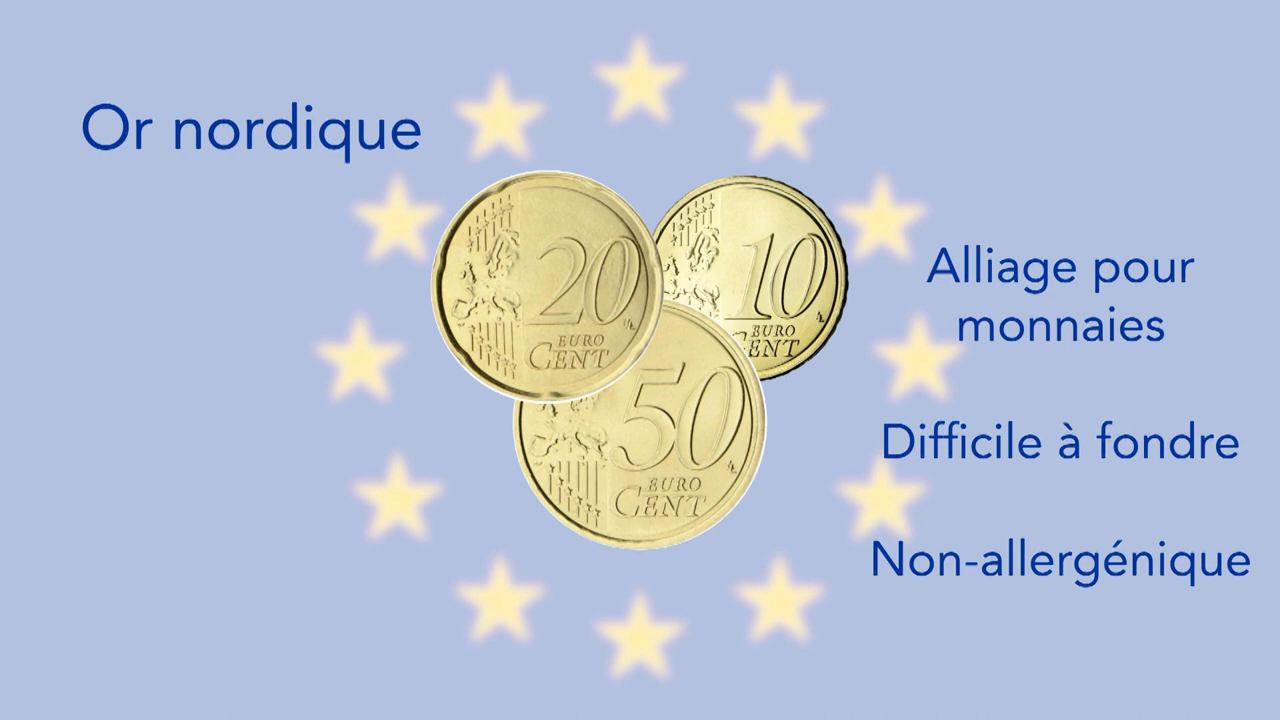 Or nordique
20
EURO
CENT
10
EURO
CENT
50
EURO
CENT
Alliage pour
monnaies
Difficile à fondre
Non-allergénique